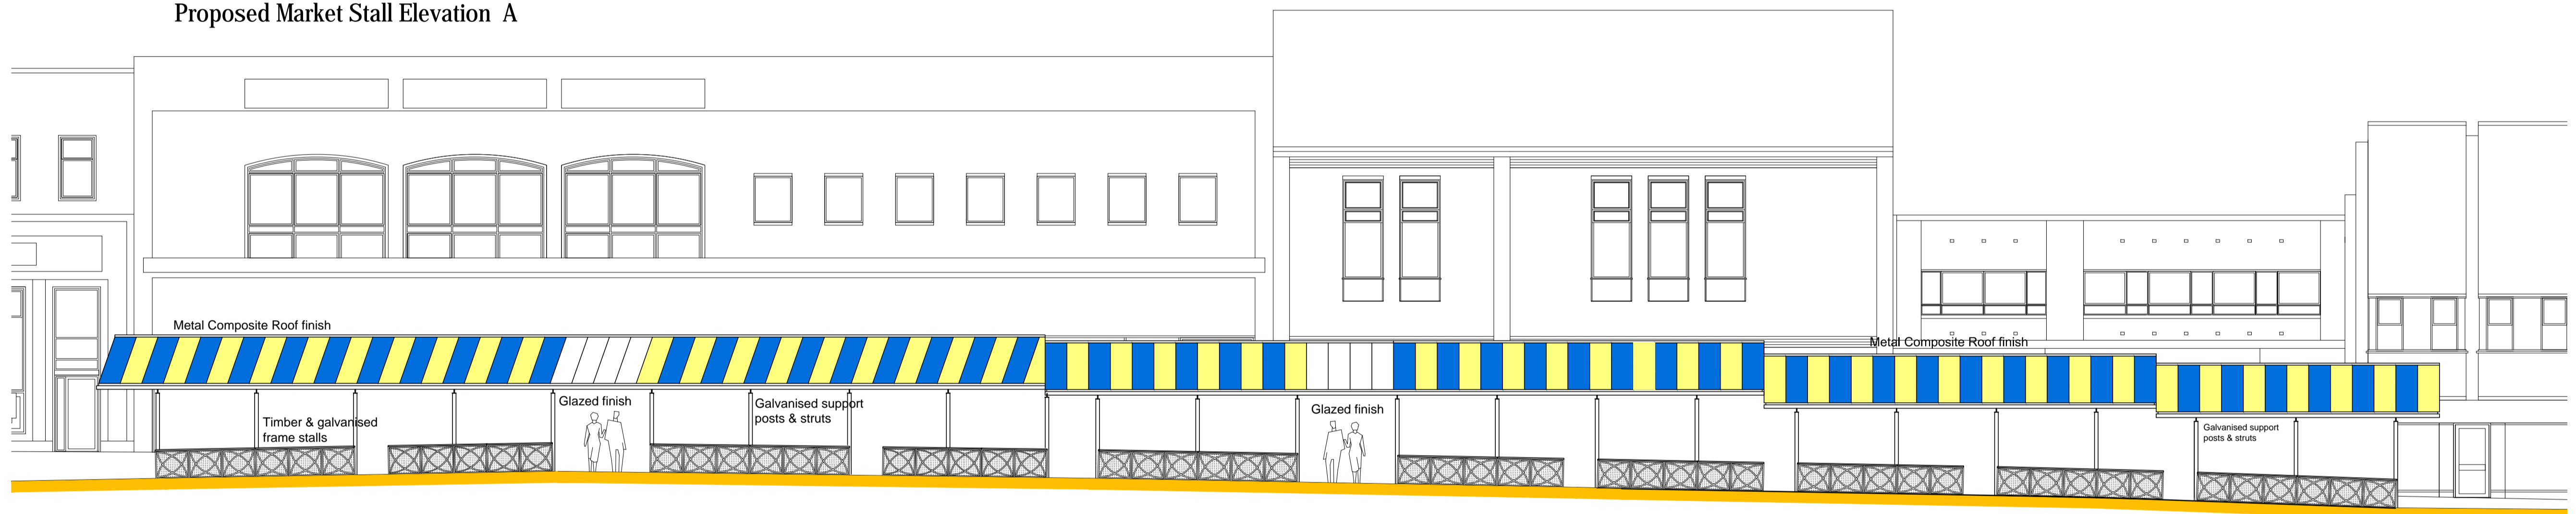 Proposed Market Stall Elevation A
Metal Composite Roof finish
Metal Composite Roof finish
Timber & galvanised
frame stalls
Glazed finish
Galvanised support
posts & struts
Glazed finish
Galvanised support
posts & struts